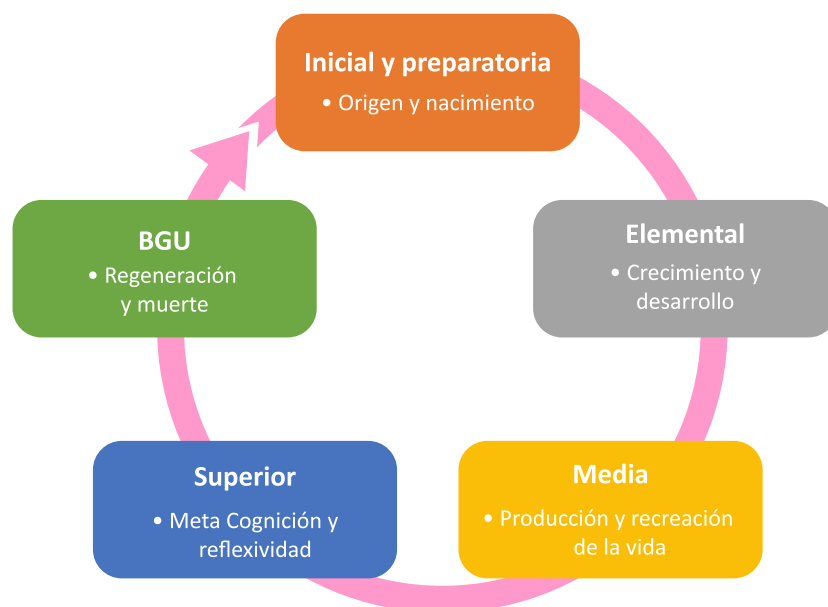 Inicial y preparatoria
• Origen y nacimiento
Elemental
• Crecimiento y
desarrollo
Media
• Producción y recreación
de la vida
Superior
• Meta Cognición y
reflexividad
BGU
• Regeneración
y muerte